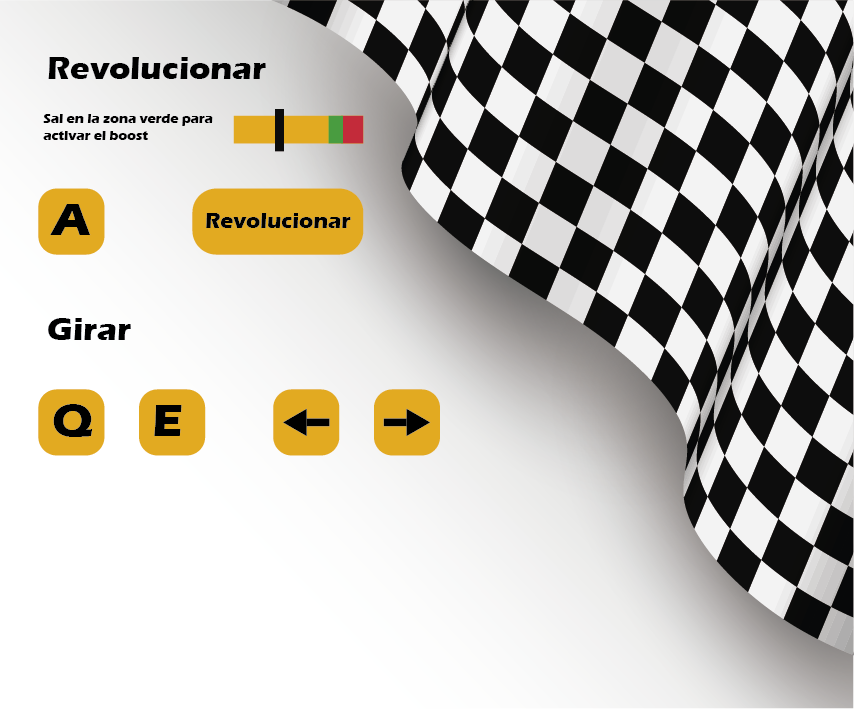 Revolucionar
Sal en la zona verde para
activar el boost
A
Revolucionar
Girar
Q
E